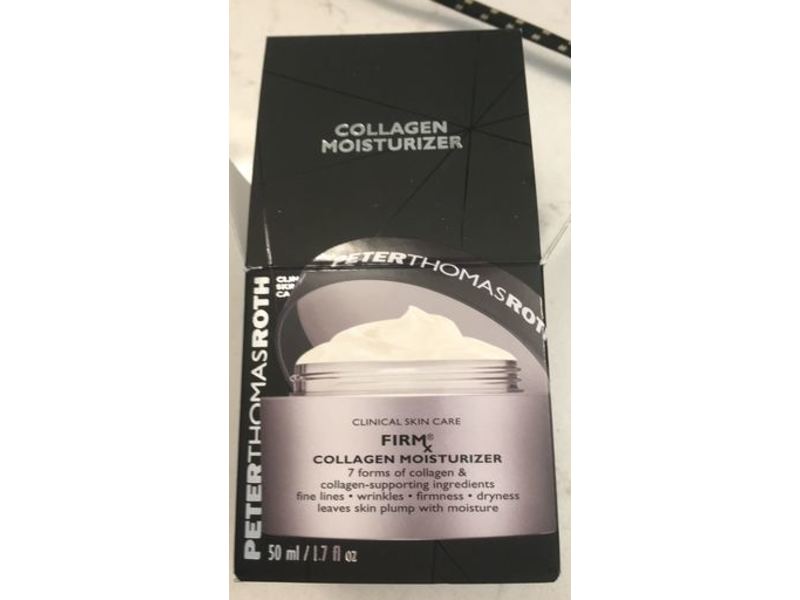 COLLAGEN
MOISTURIZER
PETERTHOMASROTH
PETERTHOMASROTH
CLINICAL SKIN CARE
FIRMx®
COLLAGEN MOISTURIZER
7 forms of collagen &
collagen-supporting ingredients
fine lines • wrinkles • firmness • dryness
leaves skin plump with moisture
50 ml / 1.7 fl oz